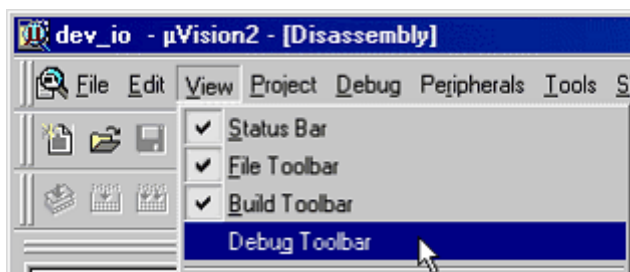 dev_io - µVision2 - [Disassembly]
File Edit View Project Debug Peripherals Tools S
Status Bar
File Toolbar
Build Toolbar
Debug Toolbar